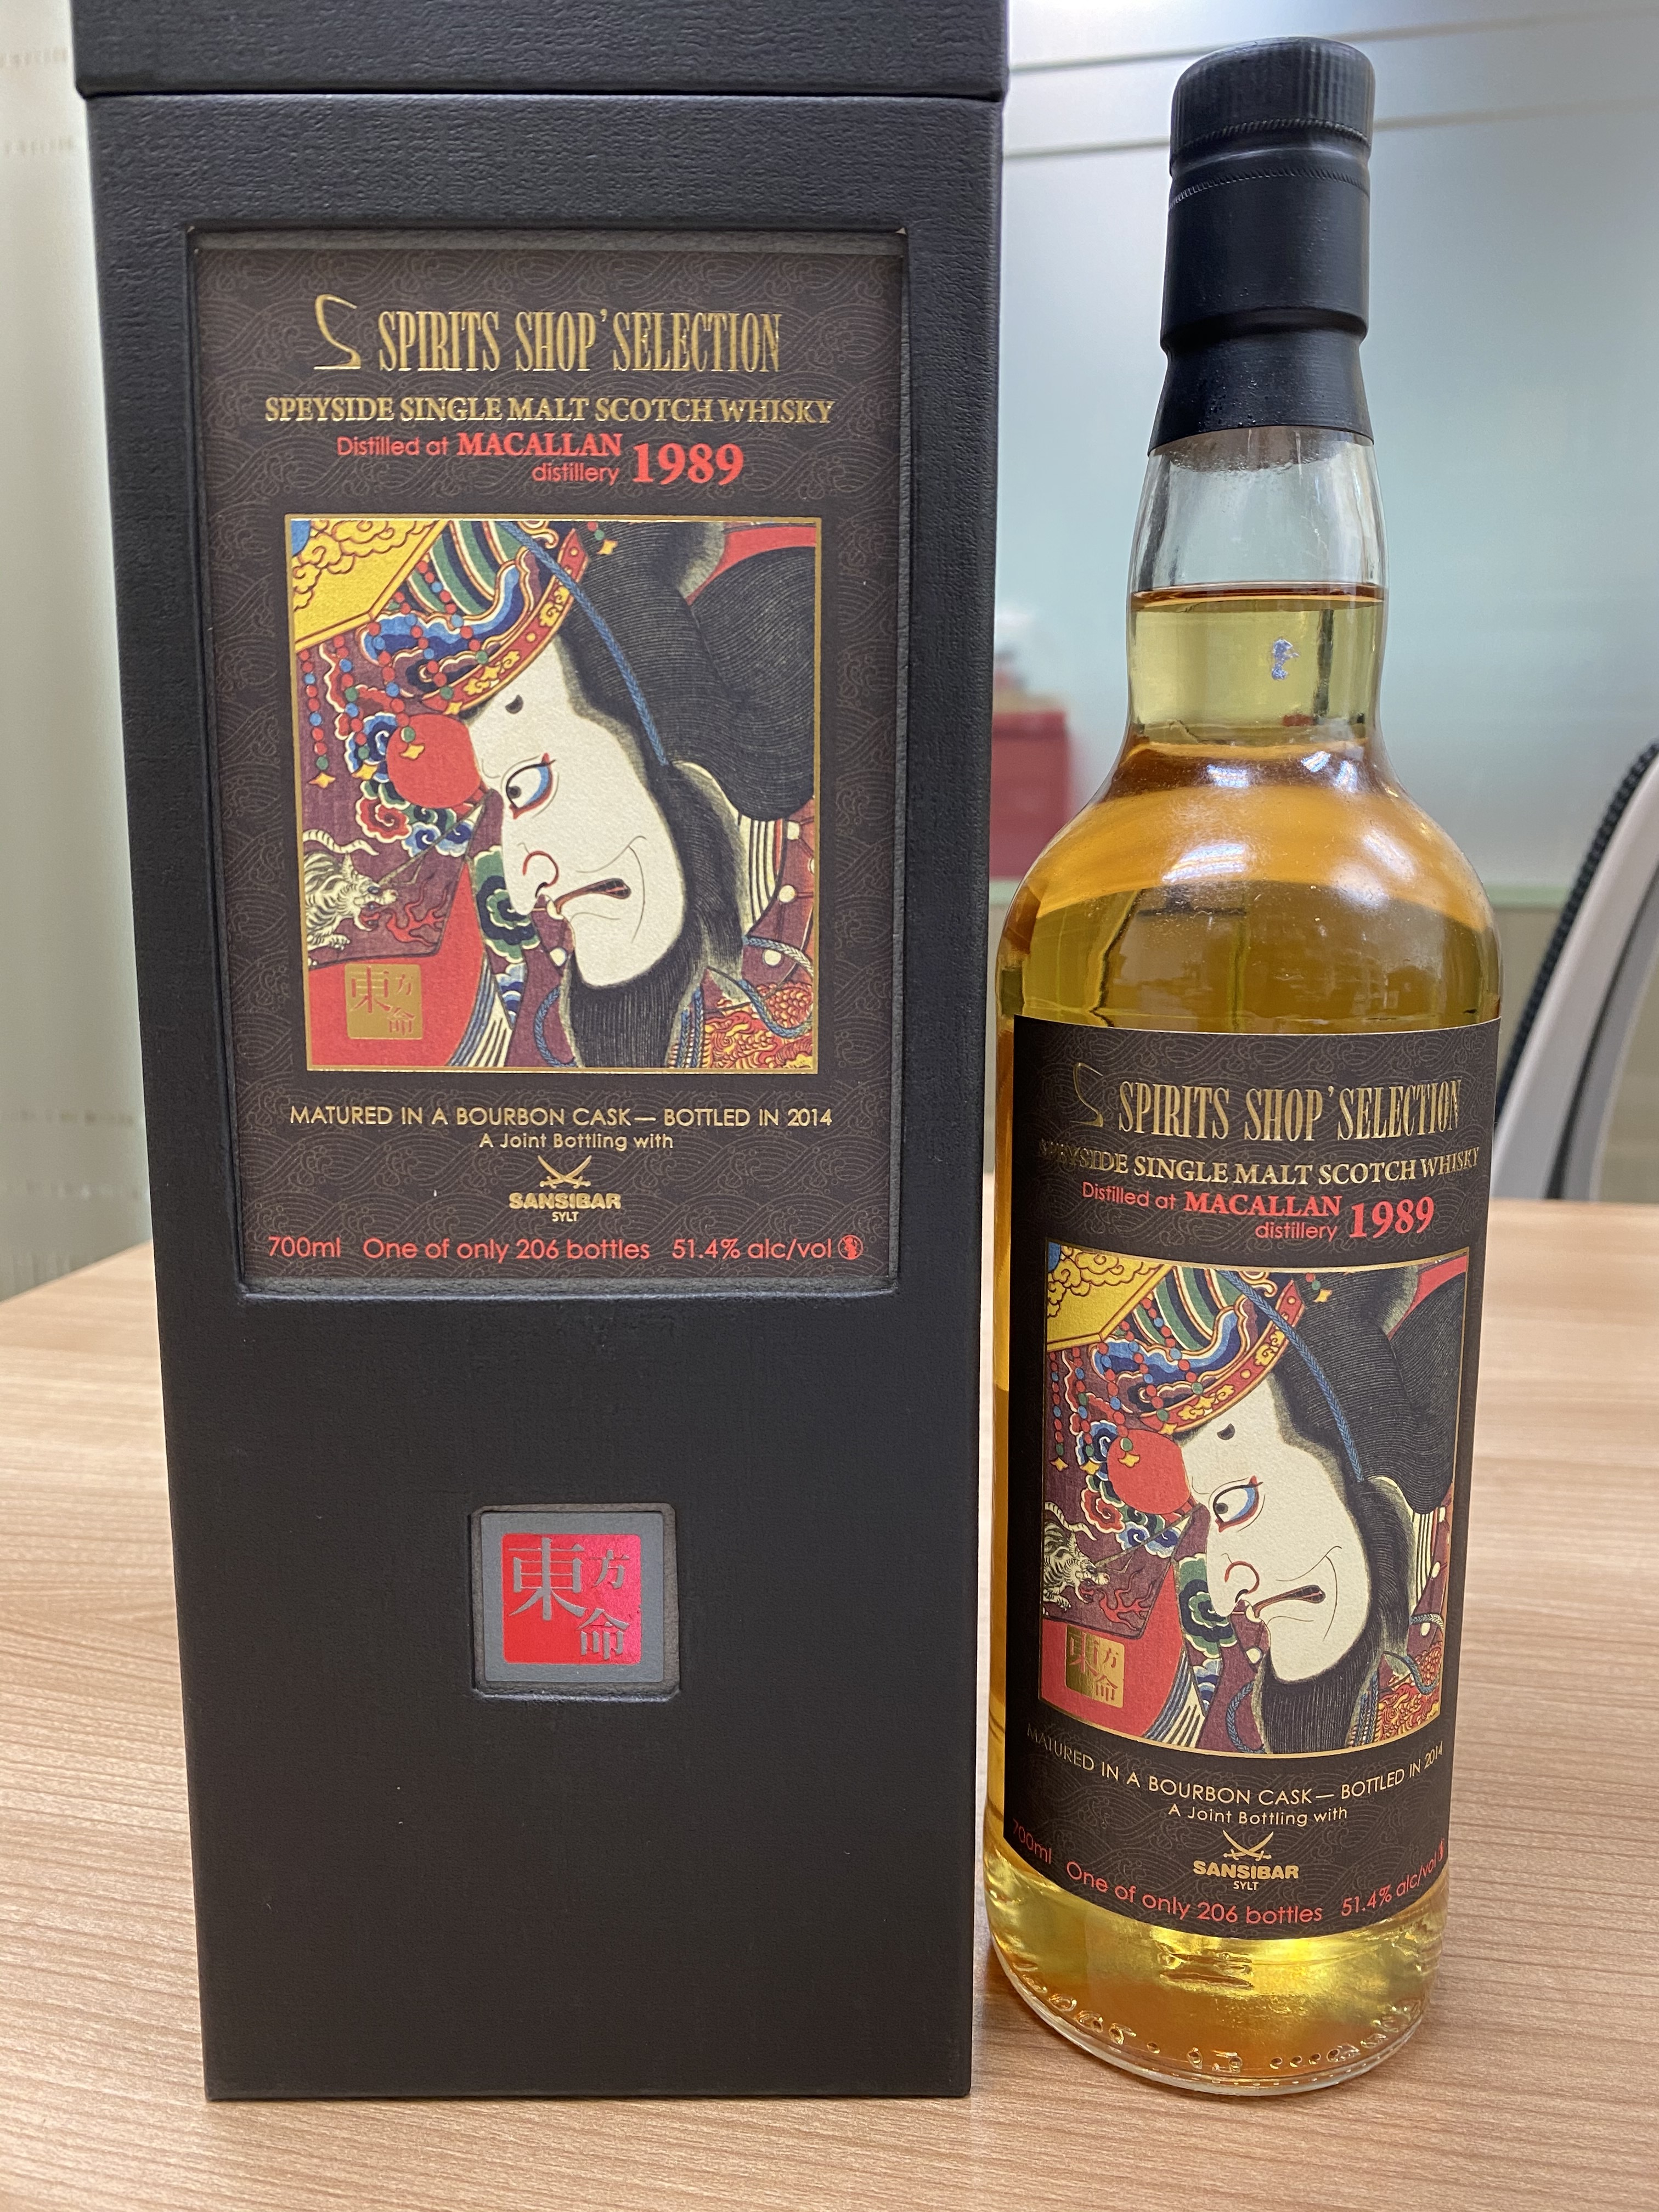 SPIRITS SHOP' SELECTION
SPEYSIDE SINGLE MALT SCOTCH WHISKY
Distilled at MACALLAN
distillery 1989
東方命
MATURED IN A BOURBON CASK — BOTTLED IN 2014
A Joint Bottling with
SANSIBAR
SYLT
700ml One of only 206 bottles 51.4% alc/vol
東方命
SPIRITS SHOP' SELECTION
SPEYSIDE SINGLE MALT SCOTCH WHISKY
Distilled at MACALLAN
distillery 1989
東方命
MATURED IN A BOURBON CASK — BOTTLED IN 2014
A Joint Bottling with
SANSIBAR
SYLT
700ml One of only 206 bottles 51.4% alc/vol